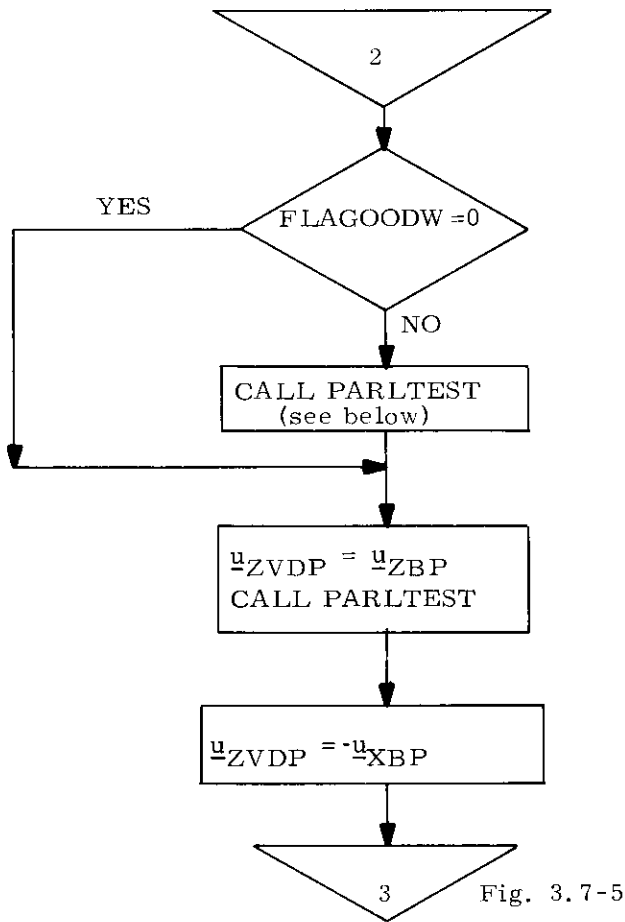 2
YES
FLAGOODW =0
NO
CALL PARLTEST
(see below)
u_ZVDP = u_ZBP
CALL PARLTEST
u_ZVDP = -u_XBP
3
Fig. 3.7-5